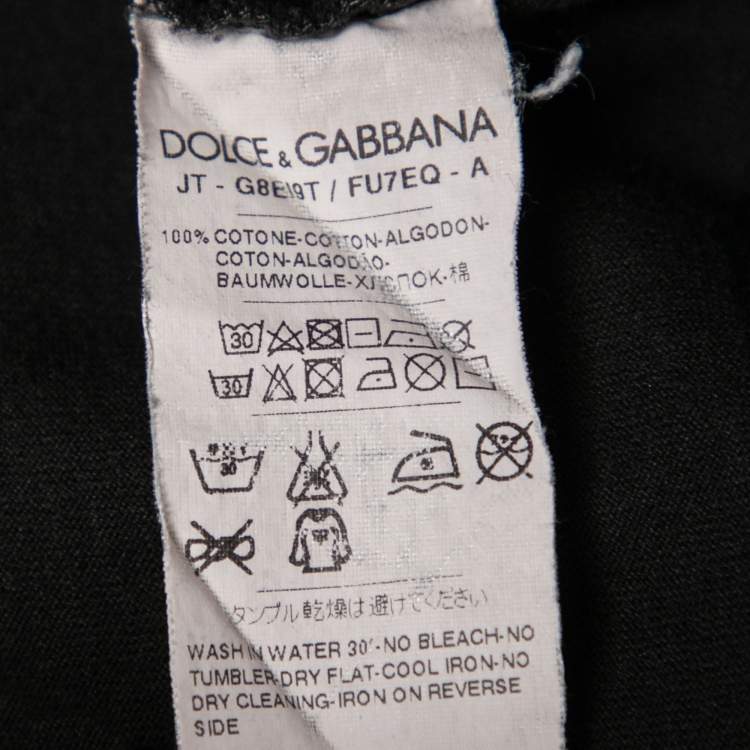 DOLCE & GABBANA
JT - G8EI9T / FU7EQ - A
100% COTONE-COTTON-ALGODON-
COTON-ALGODÃO-
BAUMWOLLE-ХЛОПОК-棉
30
30
30
タンブル乾燥は避けてください
WASH IN WATER 30°-NO BLEACH-NO
TUMBLER-DRY FLAT-COOL IRON-NO
DRY CLEANING-IRON ON REVERSE
SIDE